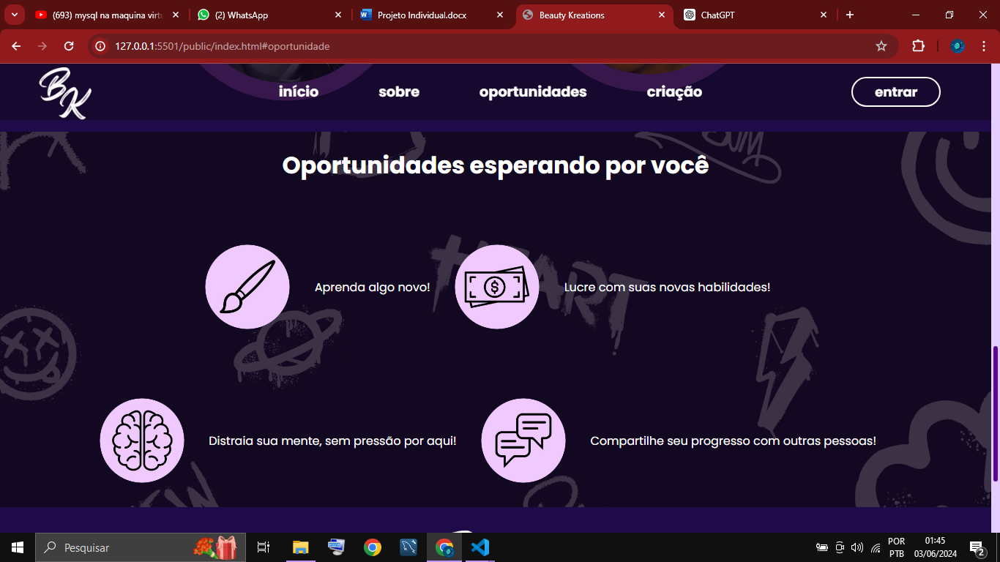 (693) mysql na maquina virtu
(2) WhatsApp
Projeto Individual.docx
Beauty Kreations
ChatGPT
127.0.0.1:5501/public/index.html#oportunidade
BK
início
sobre
oportunidades
criação
entrar
Oportunidades esperando por você
HEART
Aprenda algo novo!
$
Lucre com suas novas habilidades!
Distraia sua mente, sem pressão por aqui!
Compartilhe seu progresso com outras pessoas!
Pesquisar
POR
PTB
01:45
03/06/2024
2